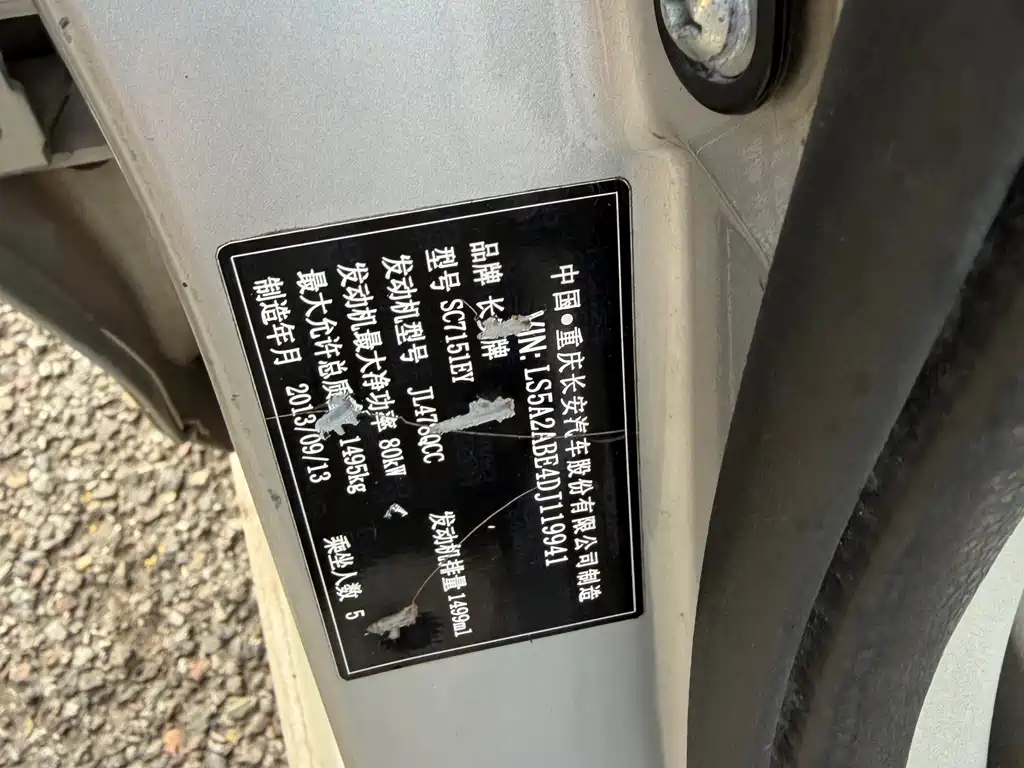 中国•重庆长安汽车股份有限公司制造
VIN: LS5A2ABE4DJ119941
品牌 长 牌
型号 SC7151EY
发动机型号 JL478QCC 发动机排量 1499ml
发动机最大净功率 80kW
最大允许总质 1495kg 乘坐人数 5
制造年月 2013/09/13